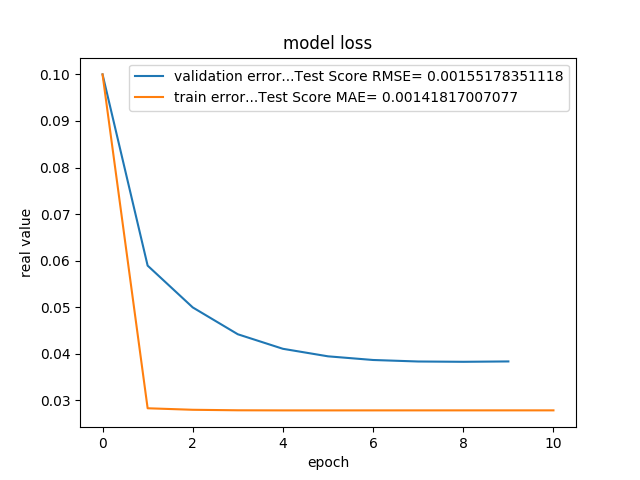 model loss
validation error...Test Score RMSE= 0.00155178351118
train error...Test Score MAE= 0.00141817007077
0.10
0.09
0.08
0.07
0.06
0.05
0.04
0.03
real value
0 2 4 6 8 10
epoch